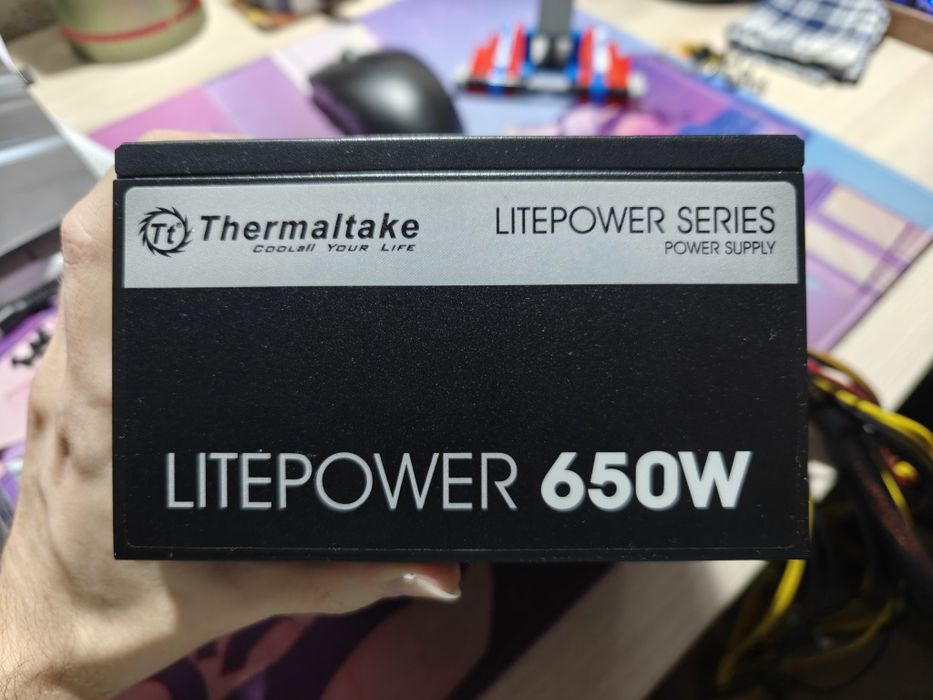 Tt Thermaltake
COOLall YOUR LIFE
LITEPOWER SERIES
POWER SUPPLY
LITEPOWER 650W